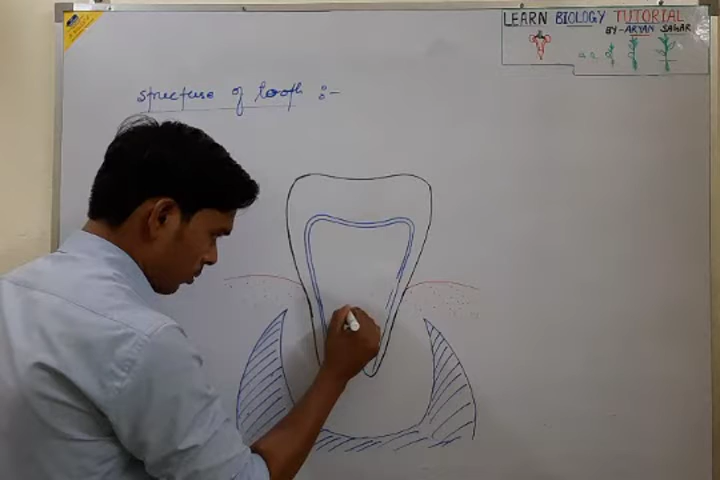 LEARN BIOLOGY TUTORIAL
BY-ARYAN SAGAR
structure of tooth :-